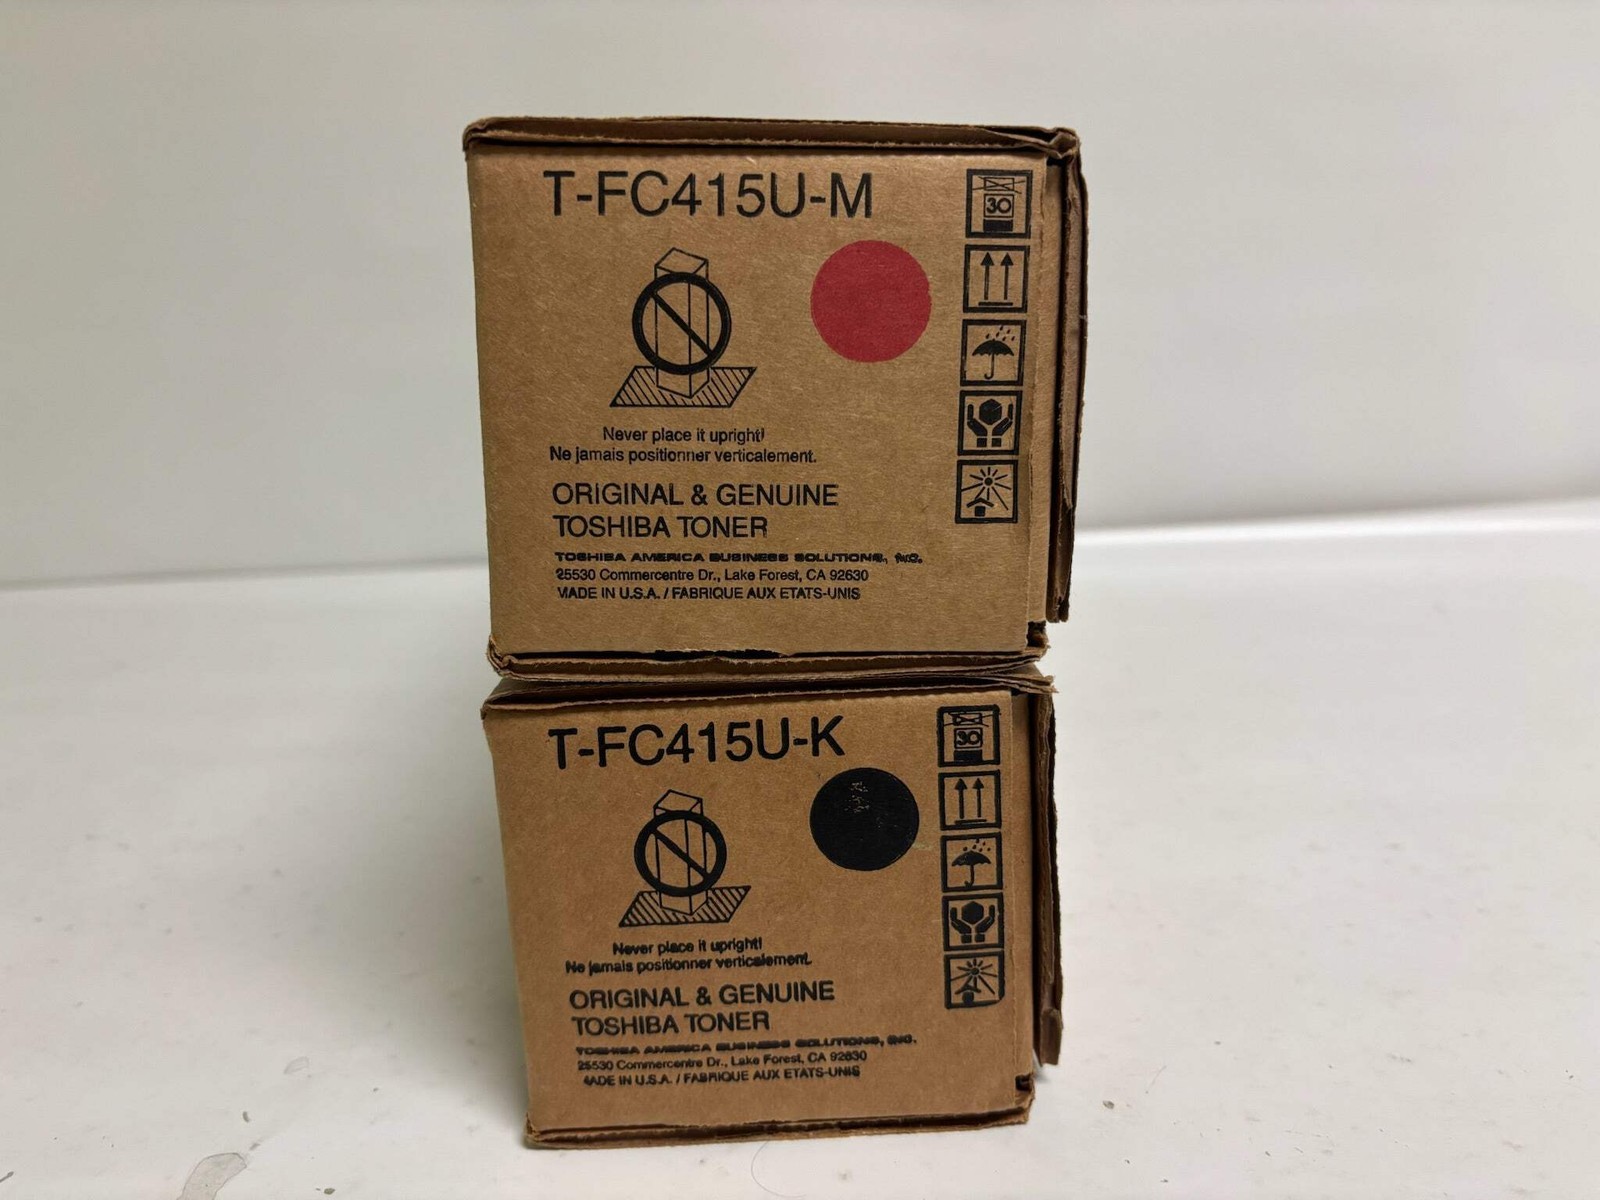 T-FC415U-M
30
Never place it upright!
Ne jamais positionner verticalement.
ORIGINAL & GENUINE
TOSHIBA TONER
TOSHIBA AMERICA BUSINESS SOLUTIONS, INC.
25530 Commercentre Dr., Lake Forest, CA 92630
MADE IN U.S.A. / FABRIQUE AUX ETATS-UNIS
T-FC415U-K
30
Never place it upright!
Ne jamais positionner verticalement.
ORIGINAL & GENUINE
TOSHIBA TONER
TOSHIBA AMERICA BUSINESS SOLUTIONS, INC.
25530 Commercentre Dr., Lake Forest, CA 92630
MADE IN U.S.A. / FABRIQUE AUX ETATS-UNIS